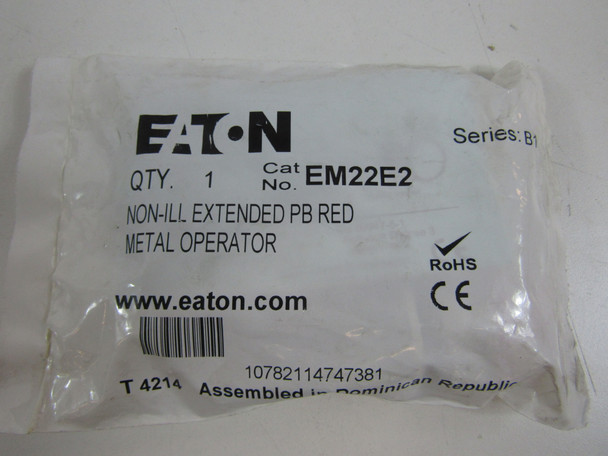 EATON
Series: B1
QTY. 1 Cat No. EM22E2
NON-ILL EXTENDED PB RED
METAL OPERATOR
RoHS
CE
www.eaton.com
10782114747381
T 4214 Assembled in Dominican Republic